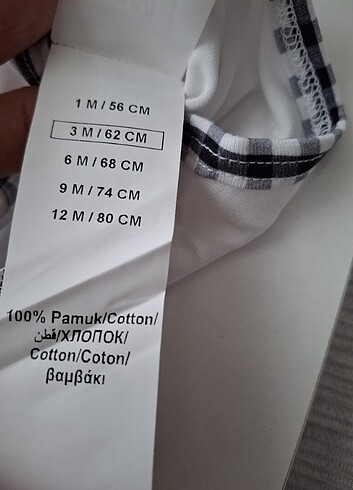 1 M / 56 CM
3 M / 62 CM
6 M / 68 CM
9 M / 74 CM
12 M / 80 CM
100% Pamuk/Cotton/
قطن/ХЛОПОК/
Cotton/Coton/
βαμβάκι